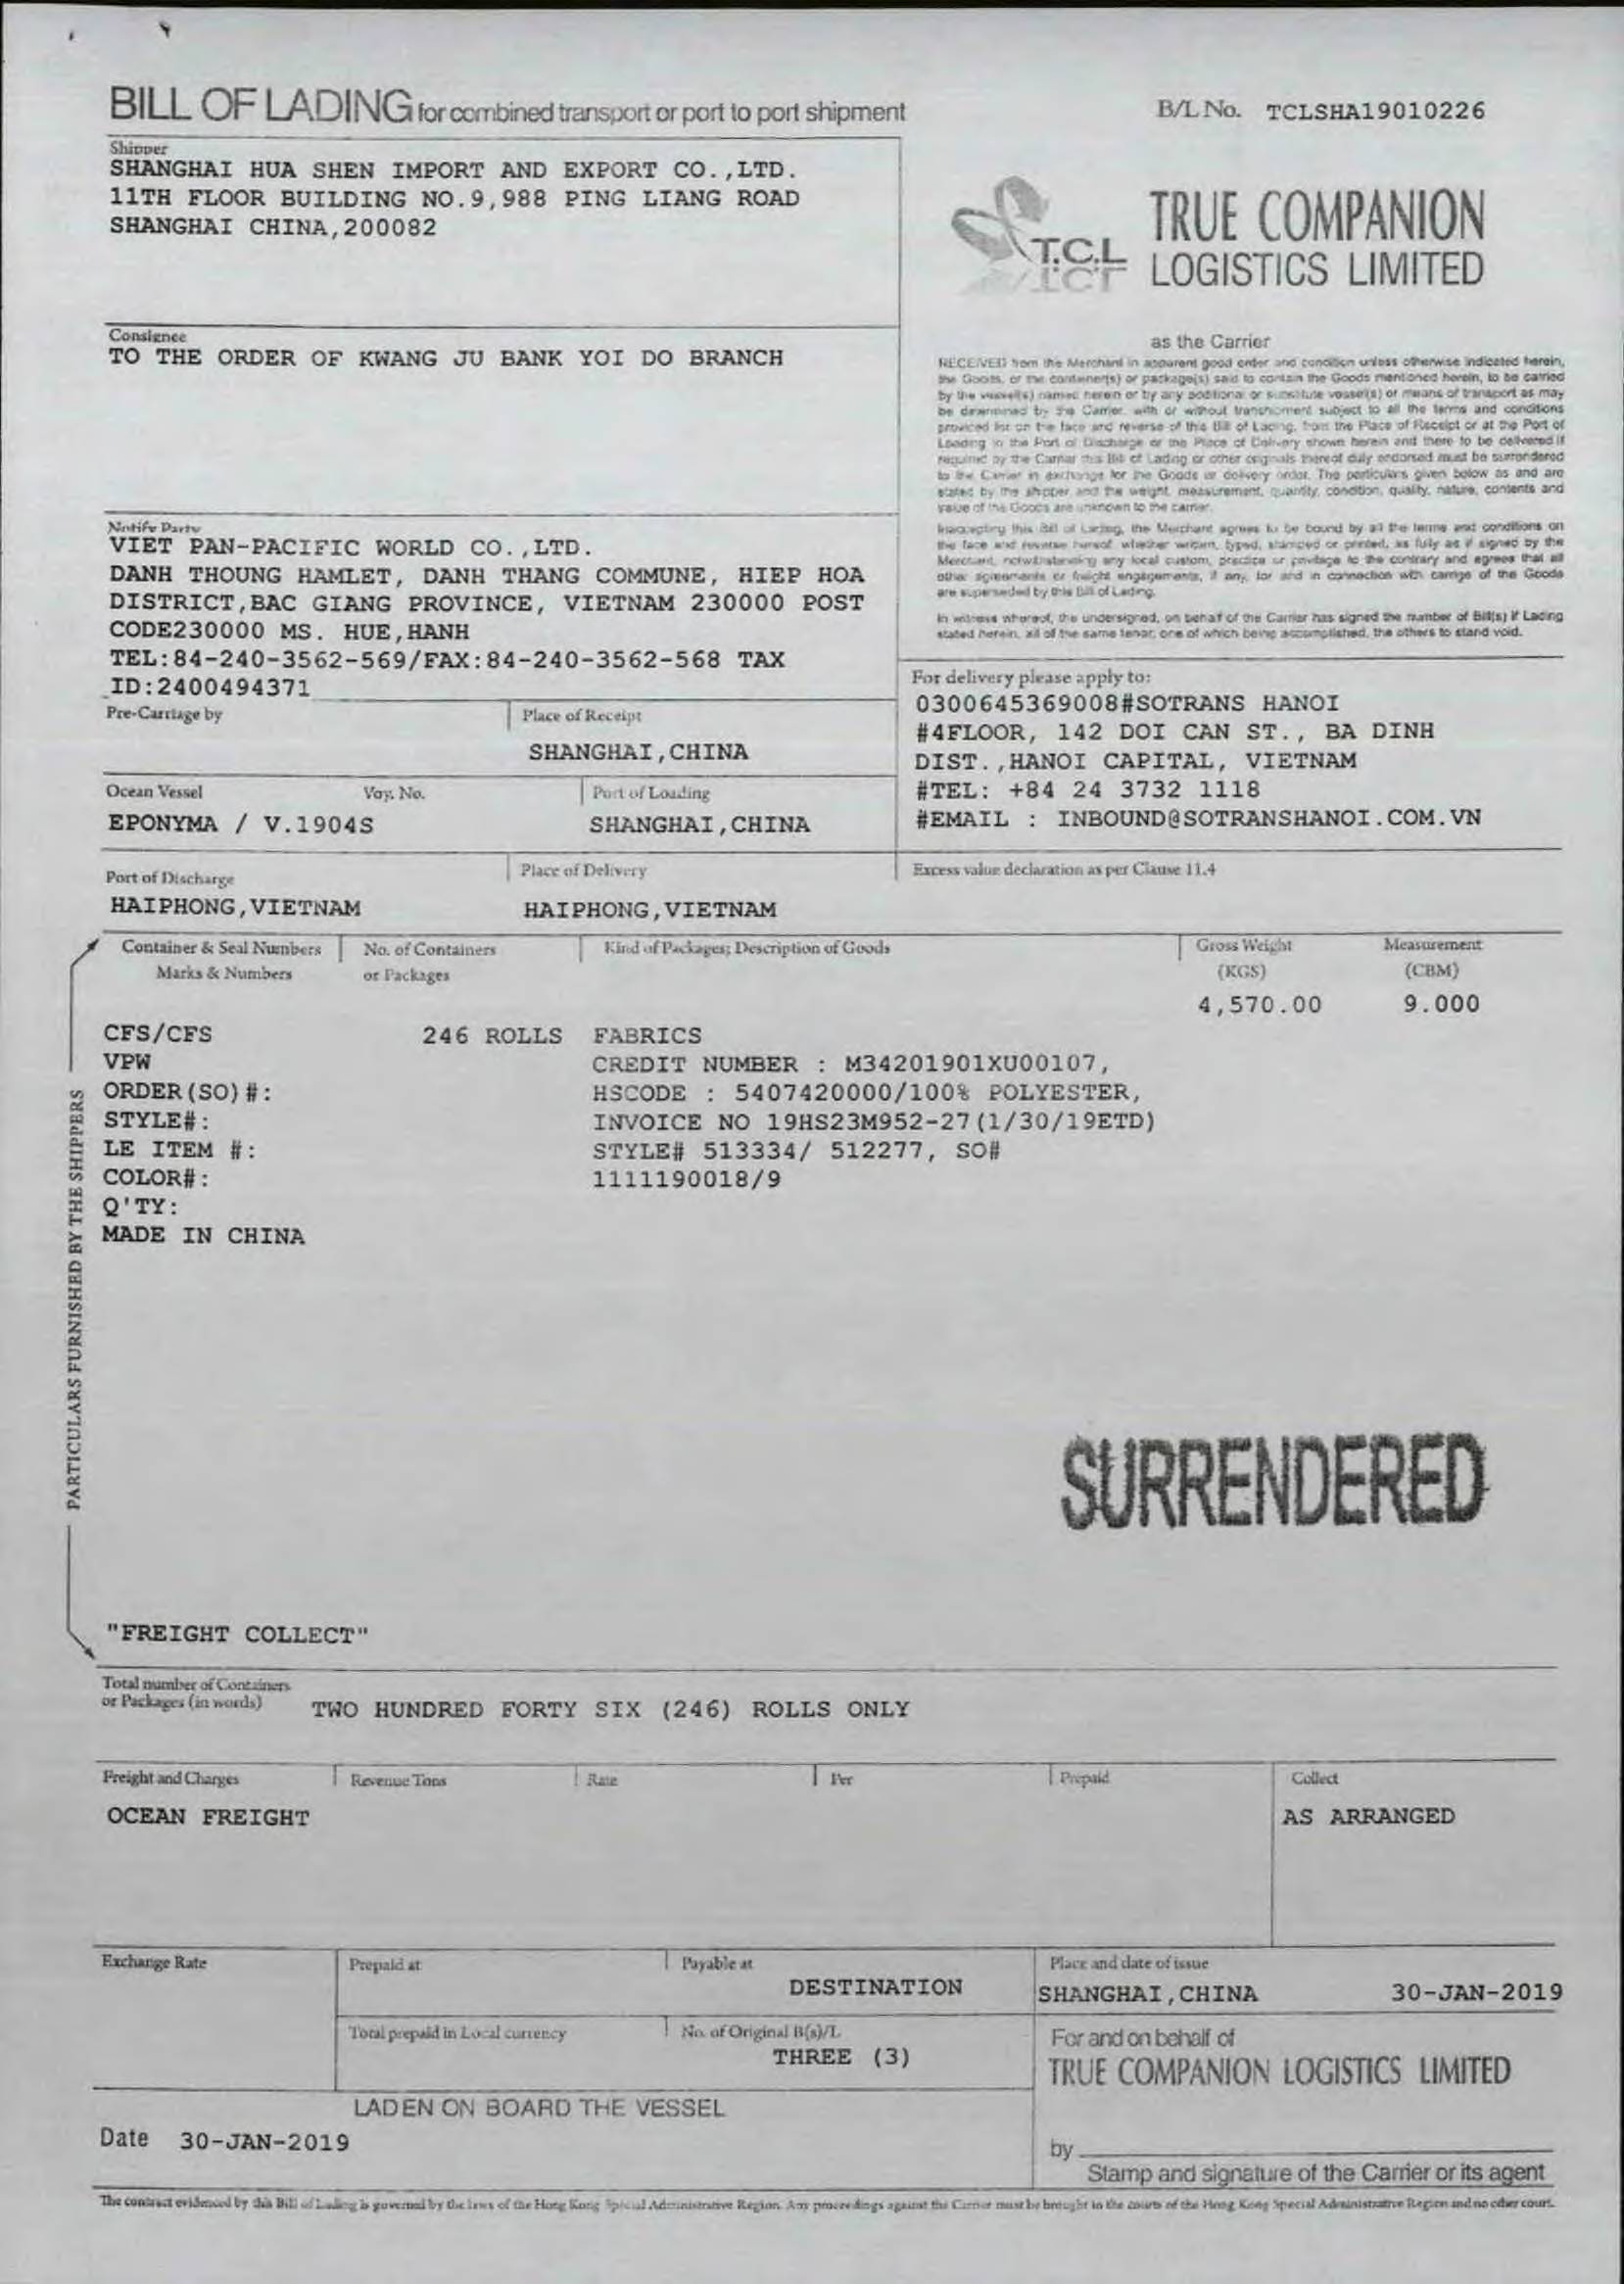 BILL OF LADING for combined transport or port to port shipment
B/L No. TCLSHA19010226
Shipper
SHANGHAI HUA SHEN IMPORT AND EXPORT CO.,LTD.
11TH FLOOR BUILDING NO.9,988 PING LIANG ROAD
SHANGHAI CHINA,200082
T.C.L
TRUE COMPANION
LOGISTICS LIMITED
Consignee
TO THE ORDER OF KWANG JU BANK YOI DO BRANCH
as the Carrier
RECEIVED from the Merchant in apparent good order and condition unless otherwise indicated herein,
the Goods, or the container(s) or package(s) said to contain the Goods mentioned herein, to be carried
by the vessel(s) named herein or by any additional or substitute vessel(s) or means of transport as may
be determined by the Carrier, with or without transhipment subject to all the terms and conditions
provided for on the face and reverse of this Bill of Lading, from the Place of Receipt or at the Port of
Loading to the Port of Discharge or the Place of Delivery shown herein and there to be delivered if
required by the Carrier this Bill of Lading or other originals thereof duly endorsed must be surrendered
to the Carrier in exchange for the Goods or delivery order. The particulars given below as and are
stated by the shipper and the weight, measurement, quantity, condition, quality, nature, contents and
value of the Goods are unknown to the carrier.
In accepting this Bill of Lading, the Merchant agrees to be bound by all the terms and conditions on
the face and reverse hereof whether written, typed, stamped or printed, as fully as if signed by the
Merchant, notwithstanding any local custom, practice or privilege to the contrary and agrees that all
other agreements or freight engagements, if any, for and in connection with carrige of the Goods
are superseded by this Bill of Lading.
In witness whereof, the undersigned, on behalf of the Carrier has signed the number of Bill(s) if Lading
stated herein, all of the same tenor, one of which being accomplished, the others to stand void.
Notify Party
VIET PAN-PACIFIC WORLD CO.,LTD.
DANH THOUNG HAMLET, DANH THANG COMMUNE, HIEP HOA
DISTRICT,BAC GIANG PROVINCE, VIETNAM 230000 POST
CODE230000 MS. HUE,HANH
TEL:84-240-3562-569/FAX:84-240-3562-568 TAX
ID:2400494371
For delivery please apply to:
0300645369008#SOTRANS HANOI
#4FLOOR, 142 DOI CAN ST., BA DINH
DIST.,HANOI CAPITAL, VIETNAM
#TEL: +84 24 3732 1118
#EMAIL : INBOUND@SOTRANSHANOI.COM.VN
Pre-Carriage by Place of Receipt
SHANGHAI,CHINA
Ocean Vessel Voy. No. Port of Loading
EPONYMA / V.1904S SHANGHAI,CHINA
Port of Discharge Place of Delivery Excess value declaration as per Clause 11.4
HAIPHONG,VIETNAM HAIPHONG,VIETNAM
Container & Seal Numbers No. of Containers Kind of Packages; Description of Goods Gross Weight Measurement
Marks & Numbers or Packages (KGS) (CBM)
4,570.00 9.000
CFS/CFS 246 ROLLS FABRICS
VPW CREDIT NUMBER : M34201901XU00107,
ORDER(SO)#: HSCODE : 5407420000/100% POLYESTER,
STYLE#: INVOICE NO 19HS23M952-27(1/30/19ETD)
LE ITEM #: STYLE# 513334/ 512277, SO#
COLOR#: 1111190018/9
Q'TY:
MADE IN CHINA
PARTICULARS FURNISHED BY THE SHIPPERS
SURRENDERED
"FREIGHT COLLECT"
Total number of Containers
or Packages (in words) TWO HUNDRED FORTY SIX (246) ROLLS ONLY
Freight and Charges Revenue Tons Rate Per Prepaid Collect
OCEAN FREIGHT AS ARRANGED
Exchange Rate Prepaid at Payable at Place and date of issue
DESTINATION SHANGHAI,CHINA 30-JAN-2019
Total prepaid in Local currency No. of Original B(s)/L
THREE (3)
For and on behalf of
TRUE COMPANION LOGISTICS LIMITED
LADEN ON BOARD THE VESSEL
Date 30-JAN-2019
by
Stamp and signature of the Carrier or its agent
The contract evidenced by this Bill of Lading is governed by the laws of the Hong Kong Special Administrative Region. Any proceedings against the Carrier must be brought in the courts of the Hong Kong Special Administrative Region and no other court.